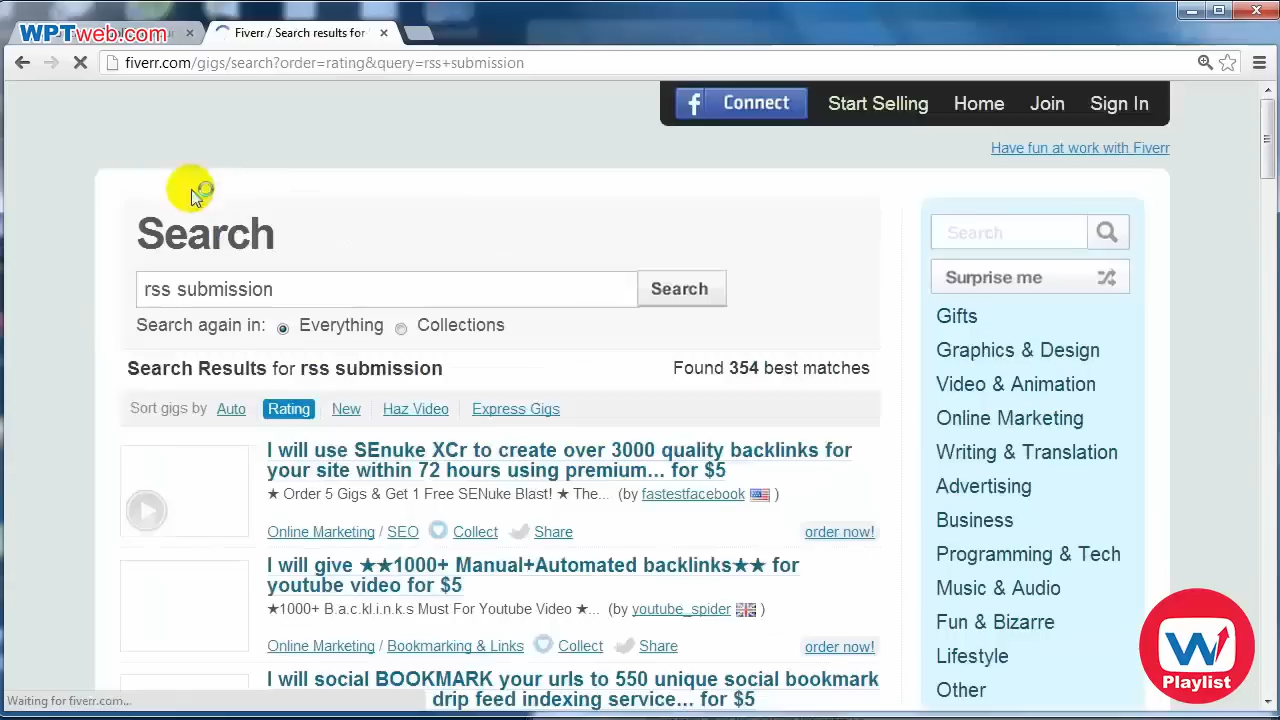 WPTweb.com
Fiverr / Search results for
fiverr.com/gigs/search?order=rating&query=rss+submission
f Connect Start Selling Home Join Sign In
Have fun at work with Fiverr
Search
rss submission Search
Search again in: Everything Collections
Search Results for rss submission Found 354 best matches
Sort gigs by Auto Rating New Haz Video Express Gigs
I will use SEnuke XCr to create over 3000 quality backlinks for
your site within 72 hours using premium... for $5
★ Order 5 Gigs & Get 1 Free SENuke Blast! ★ The... (by fastestfacebook )
Online Marketing / SEO Collect Share order now!
I will give ★★1000+ Manual+Automated backlinks★★ for
youtube video for $5
★1000+ B.a.c.kl.i.n.k.s Must For Youtube Video ★... (by youtube_spider )
Online Marketing / Bookmarking & Links Collect Share order now!
I will social BOOKMARK your urls to 550 unique social bookmark
drip feed indexing service... for $5
Search
Surprise me
Gifts
Graphics & Design
Video & Animation
Online Marketing
Writing & Translation
Advertising
Business
Programming & Tech
Music & Audio
Fun & Bizarre
Lifestyle
Other
W
Playlist
Waiting for fiverr.com...